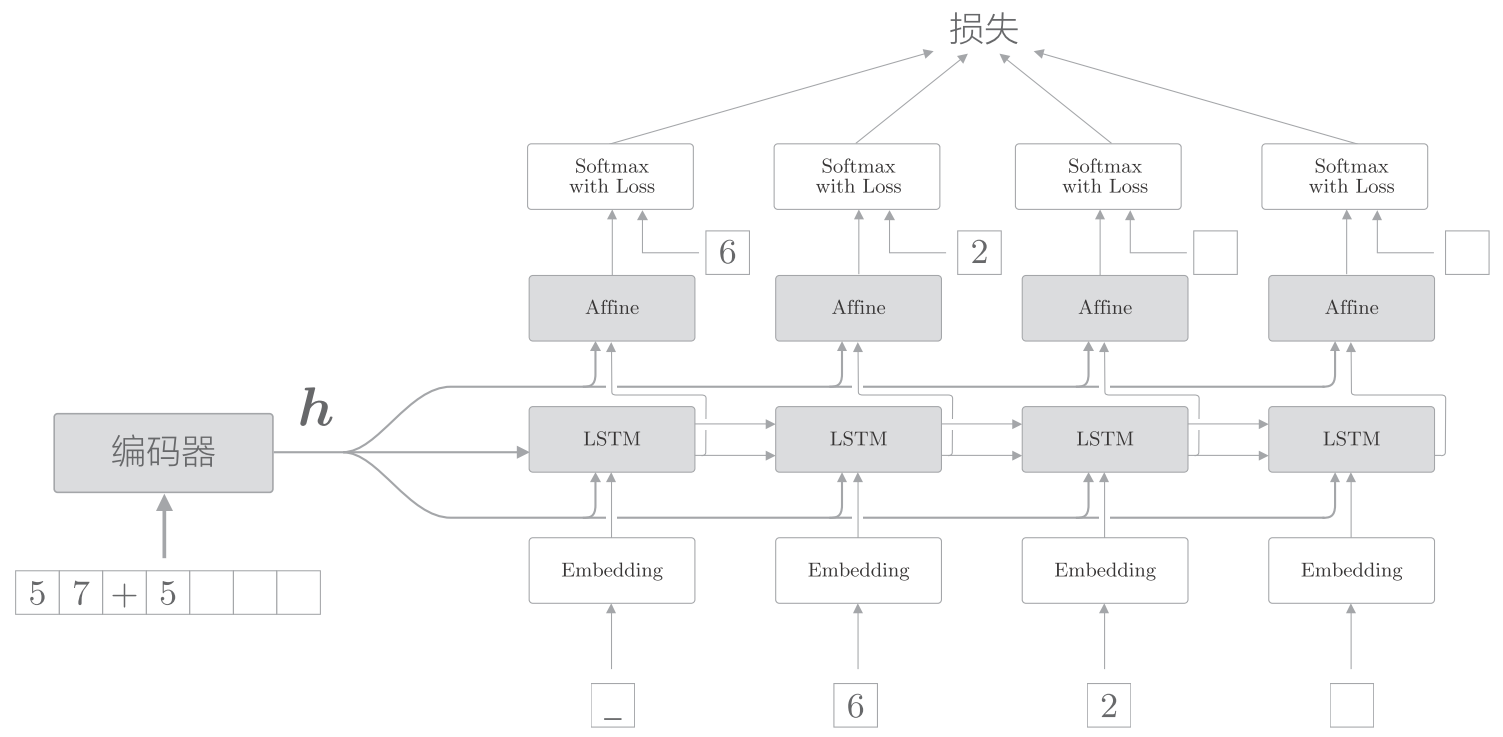 损失
Softmax
with Loss
Softmax
with Loss
Softmax
with Loss
Softmax
with Loss
6
2
Affine
Affine
Affine
Affine
h
编码器
LSTM
LSTM
LSTM
LSTM
5 7 + 5
Embedding
Embedding
Embedding
Embedding
_
6
2